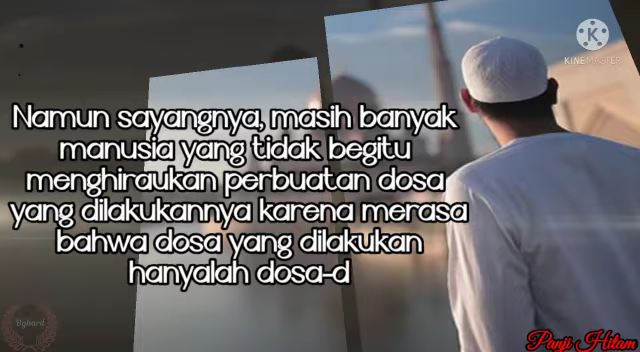 Namun sayangnya, masih banyak
manusia yang tidak begitu
menghiraukan perbuatan dosa
yang dilakukannya karena merasa
bahwa dosa yang dilakukan
hanyalah dosa-d
K
KINEMASTER
Panji Hitam